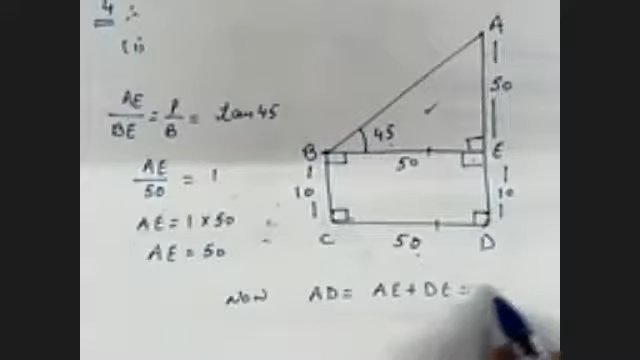 4 ∴
(i)
AE/BE = P/B = tan 45
AE/50 = 1
AE = 1 × 50
AE = 50
Now AD = AE + DE =
A
50
45
B
E
50
10
10
C
D
50